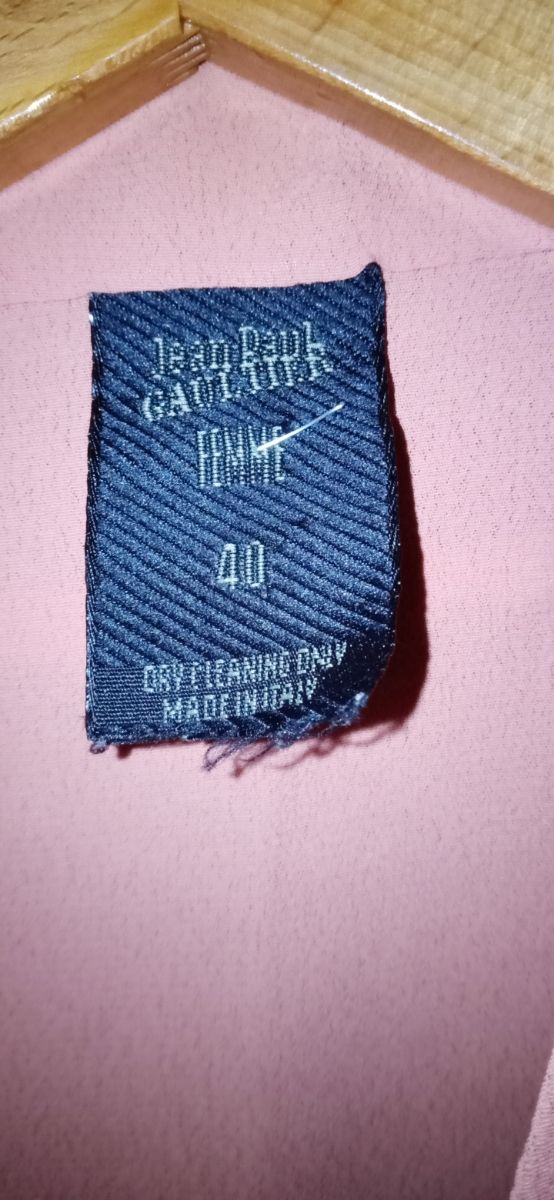 Jean Paul
GAULTIER
FEMME
40
DRY CLEANING ONLY
MADE IN ITALY